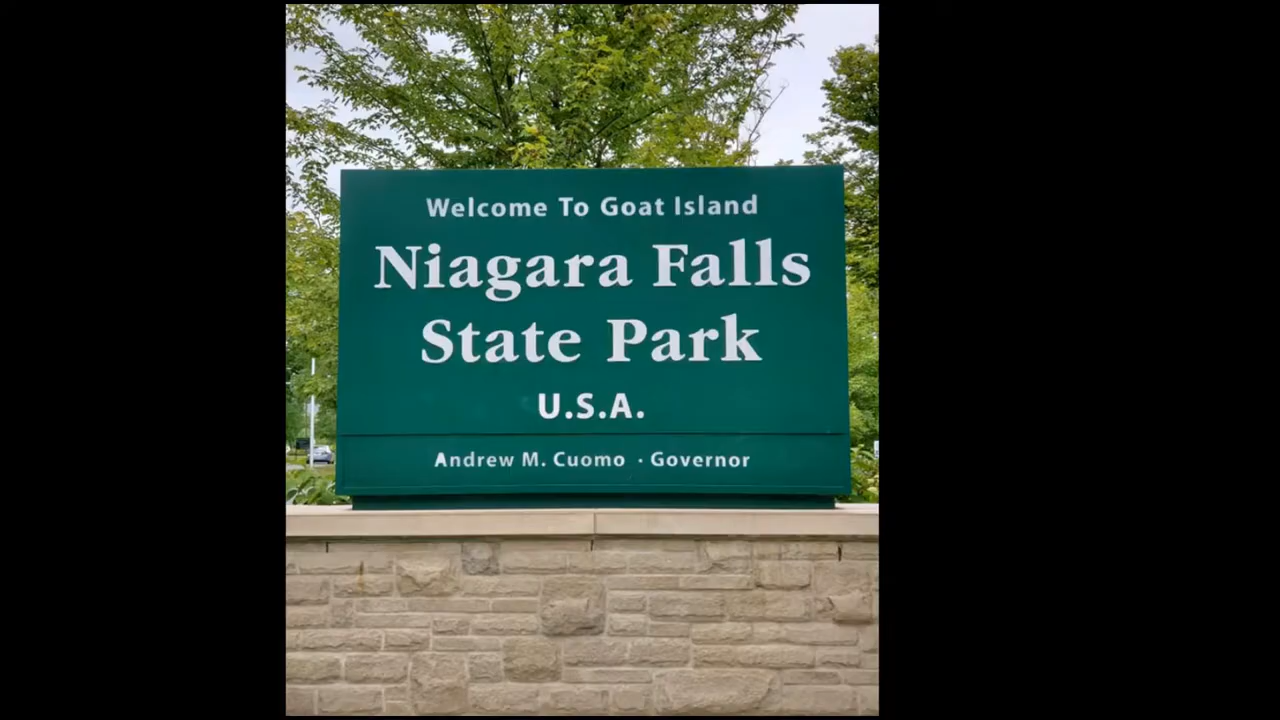 Welcome To Goat Island
Niagara Falls
State Park
U.S.A.
Andrew M. Cuomo · Governor